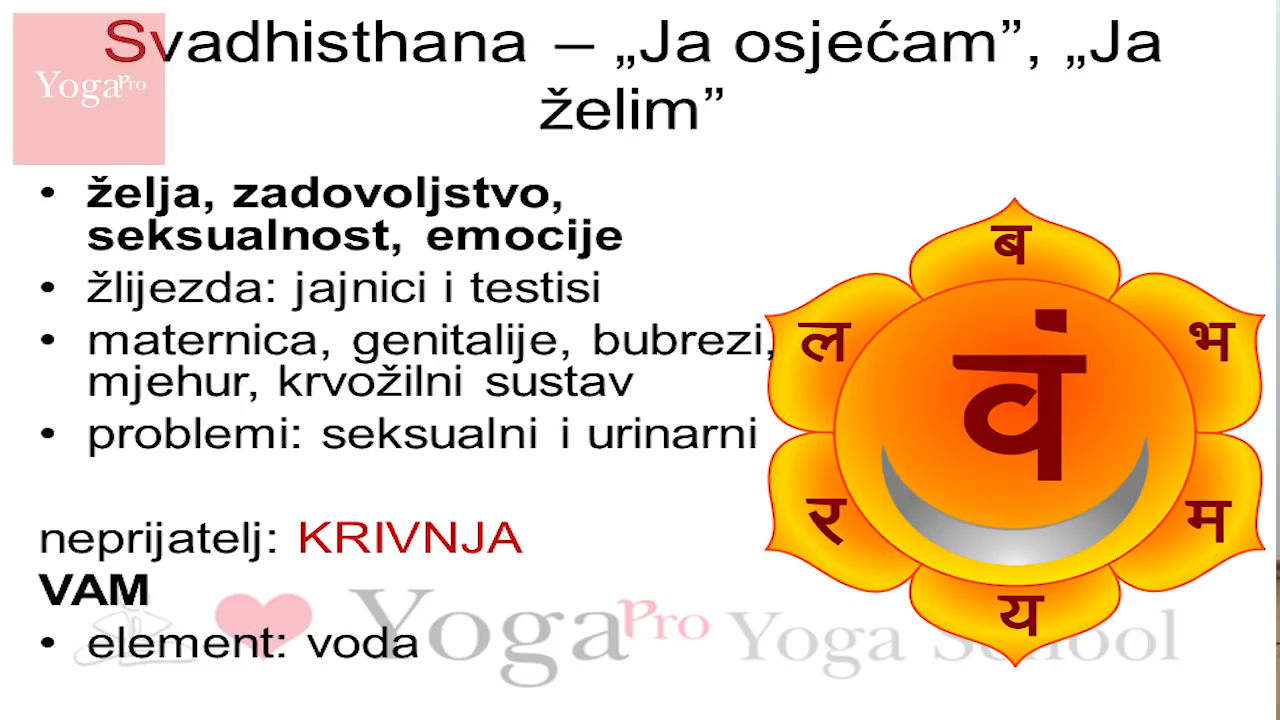 Svadhisthana – „Ja osjećam”, „Ja
želim”
YogaPro
• želja, zadovoljstvo,
seksualnost, emocije
• žlijezda: jajnici i testisi
• maternica, genitalije, bubrezi,
mjehur, krvožilni sustav
• problemi: seksualni i urinarni
neprijatelj: KRIVNJA
VAM
• element: voda
YogaPro Yoga School
ब
ल
भ
वं
र
म
य